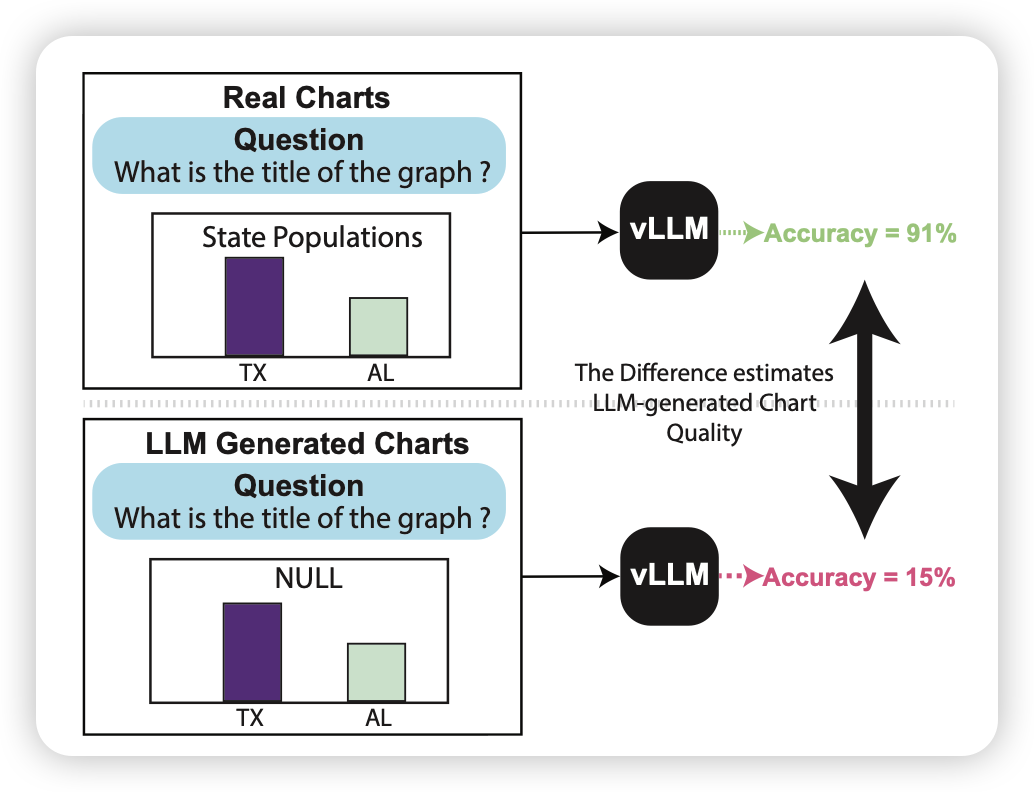 Real Charts
Question
What is the title of the graph ?
State Populations
TX
AL
vLLM
Accuracy = 91%
The Difference estimates
LLM-generated Chart
Quality
LLM Generated Charts
Question
What is the title of the graph ?
NULL
TX
AL
vLLM
Accuracy = 15%